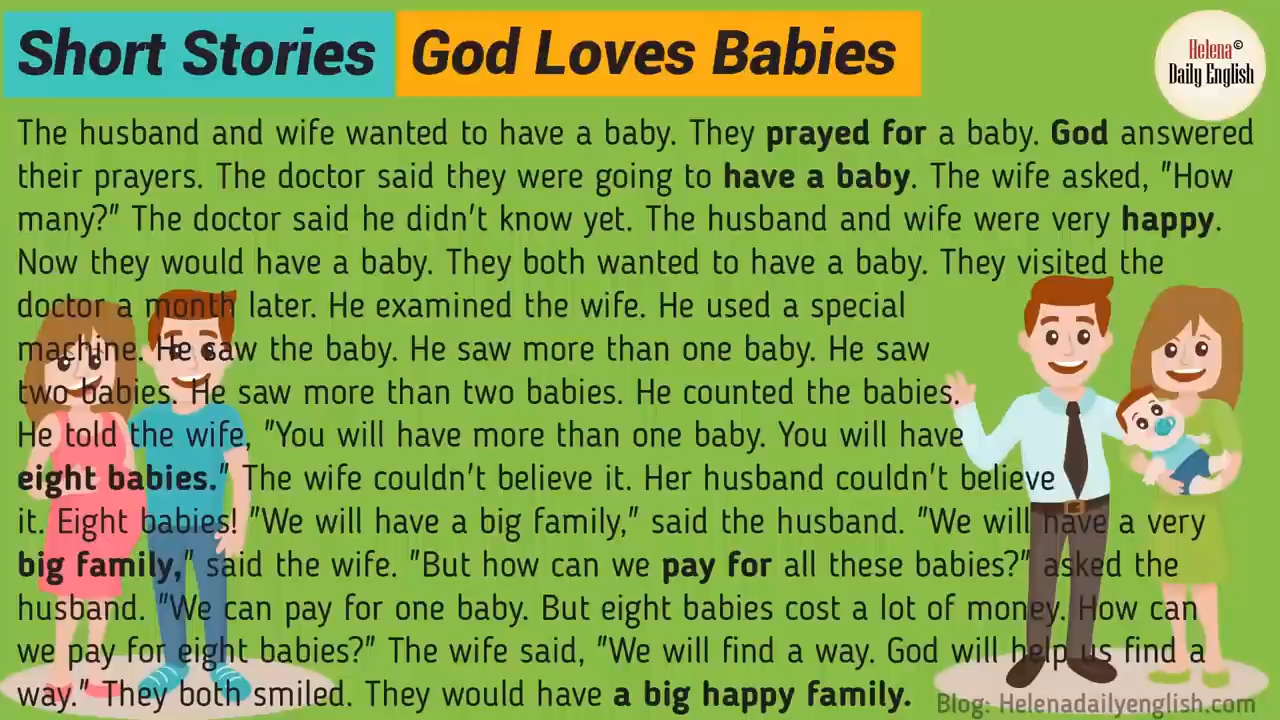 Short Stories God Loves Babies
Helena©
Daily English
The husband and wife wanted to have a baby. They prayed for a baby. God answered
their prayers. The doctor said they were going to have a baby. The wife asked, "How
many?" The doctor said he didn't know yet. The husband and wife were very happy.
Now they would have a baby. They both wanted to have a baby. They visited the
doctor a month later. He examined the wife. He used a special
machine. He saw the baby. He saw more than one baby. He saw
two babies. He saw more than two babies. He counted the babies.
He told the wife, "You will have more than one baby. You will have
eight babies." The wife couldn't believe it. Her husband couldn't believe
it. Eight babies! "We will have a big family," said the husband. "We will have a very
big family," said the wife. "But how can we pay for all these babies?" asked the
husband. "We can pay for one baby. But eight babies cost a lot of money. How can
we pay for eight babies?" The wife said, "We will find a way. God will help us find a
way." They both smiled. They would have a big happy family.
Blog: Helenadailyenglish.com